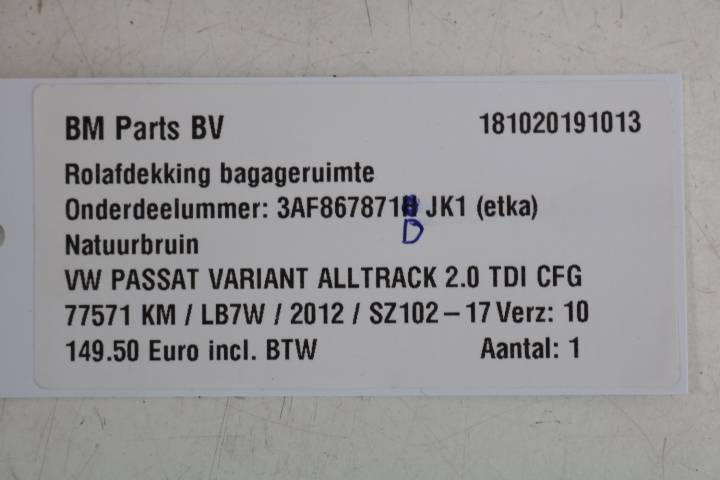 BM Parts BV 181020191013
Rolafdekking bagageruimte
Onderdeelummer: 3AF867871 JK1 (etka)
D
Natuurbruin
VW PASSAT VARIANT ALLTRACK 2.0 TDI CFG
77571 KM / LB7W / 2012 / SZ102-17 Verz: 10
149.50 Euro incl. BTW Aantal: 1